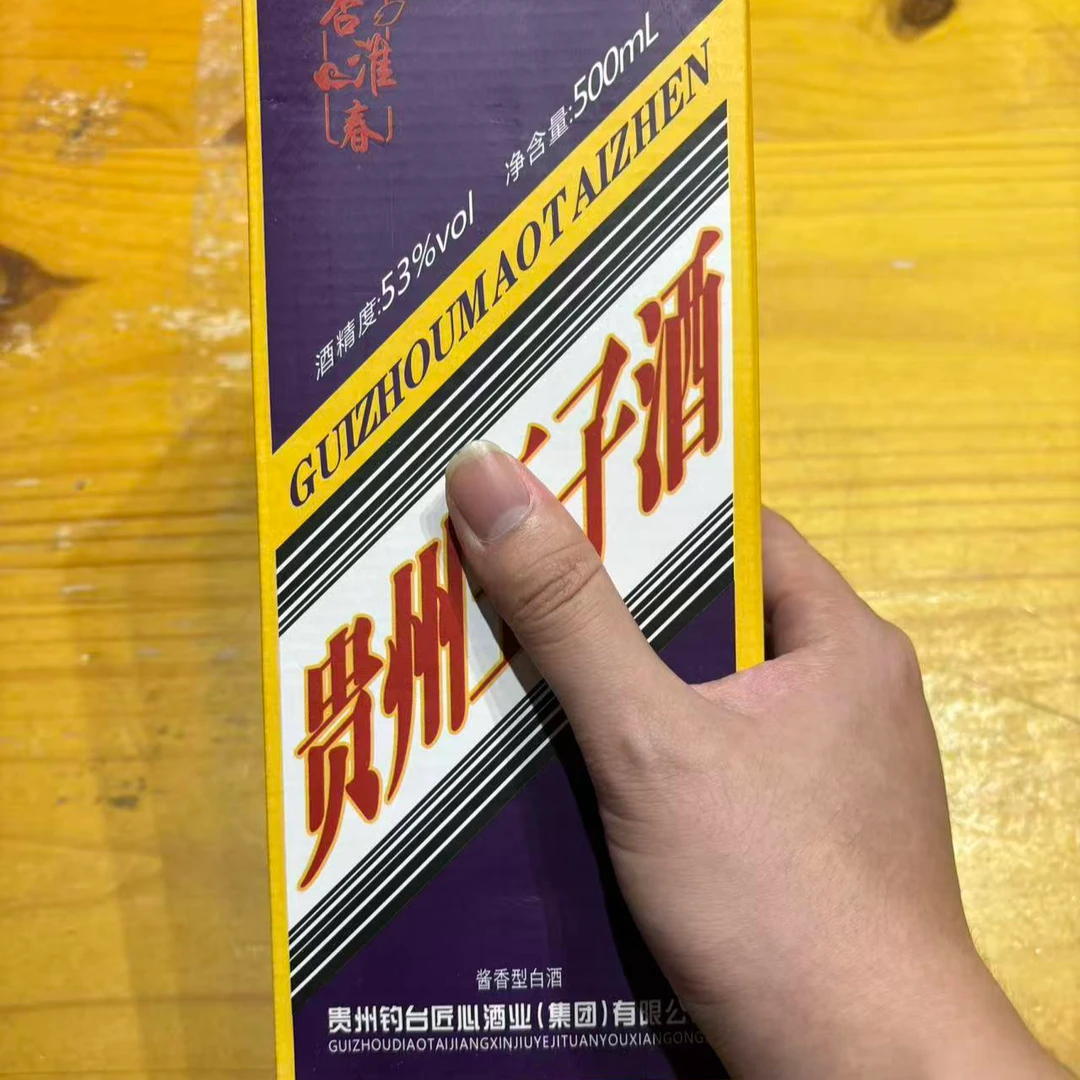 淮
春
酒精度:53%vol 净含量:500mL
GUIZHOUMAOTAIZHEN
贵州王子酒
酱香型白酒
贵州钓台匠心酒业(集团)有限公
GUIZHOUDIAOTAIJIANGXINJIUYEJITUANYOUXIANGONG